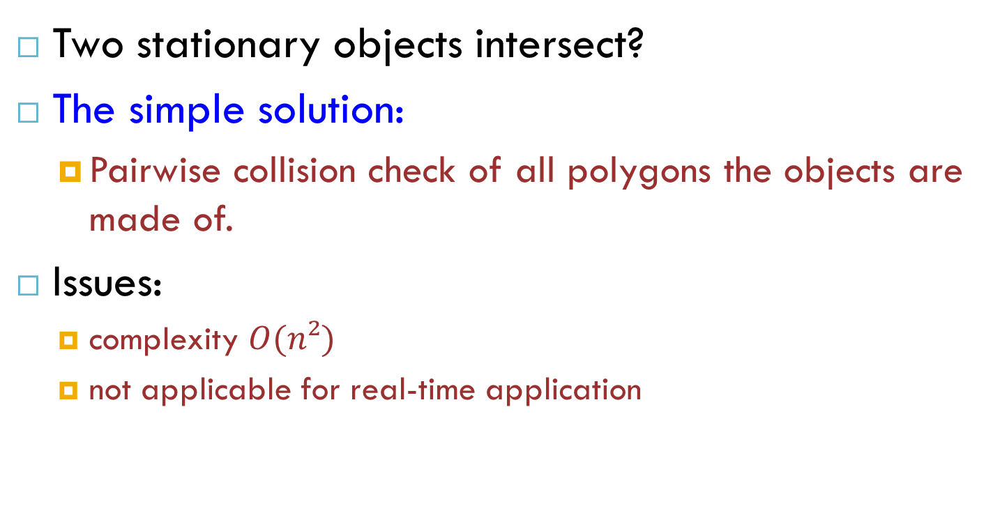 Two stationary objects intersect?
The simple solution:
Pairwise collision check of all polygons the objects are
made of.
Issues:
complexity O(n²)
not applicable for real-time application